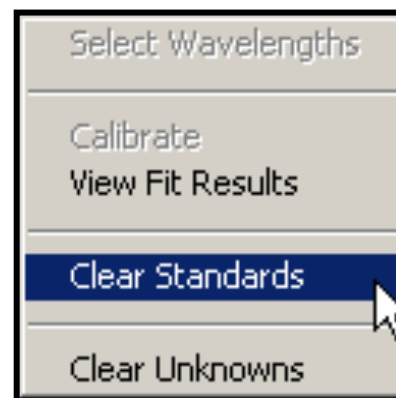 Select Wavelengths
Calibrate
View Fit Results
Clear Standards
Clear Unknowns